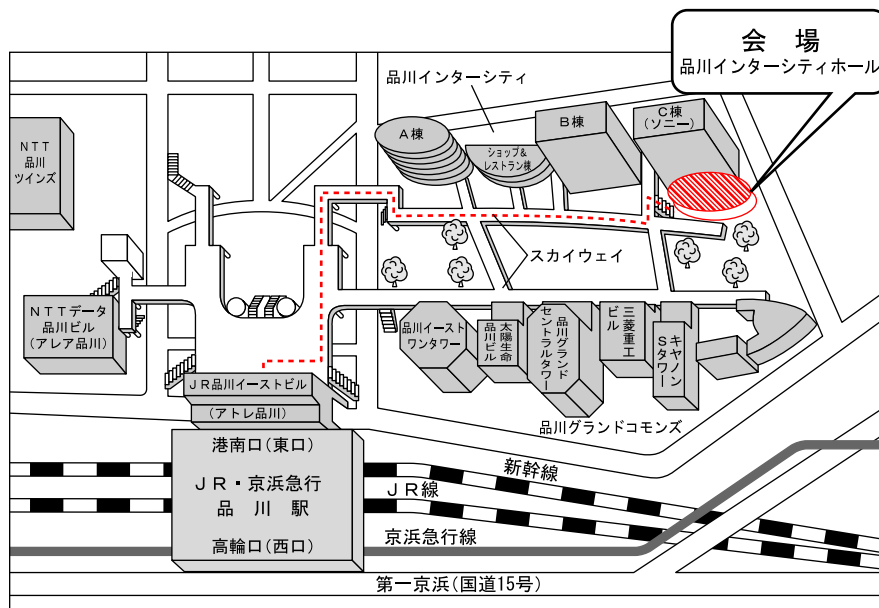 会 場
品川インターシティホール
品川インターシティ
A棟
ショップ&
レストラン棟
B棟
C棟
(ソニー)
NTT
品川
ツインズ
スカイウェイ
NTTデータ
品川ビル
(アレア品川)
品川イースト
ワンタワー
太陽生命
品川ビル
品川グランド
セントラルタワー
三菱重工
ビル
キヤノン
Sタワー
JR品川イーストビル
(アトレ品川)
品川グランドコモンズ
港南口(東口)
JR・京浜急行
品 川 駅
高輪口(西口)
新幹線
JR線
京浜急行線
第一京浜(国道15号)